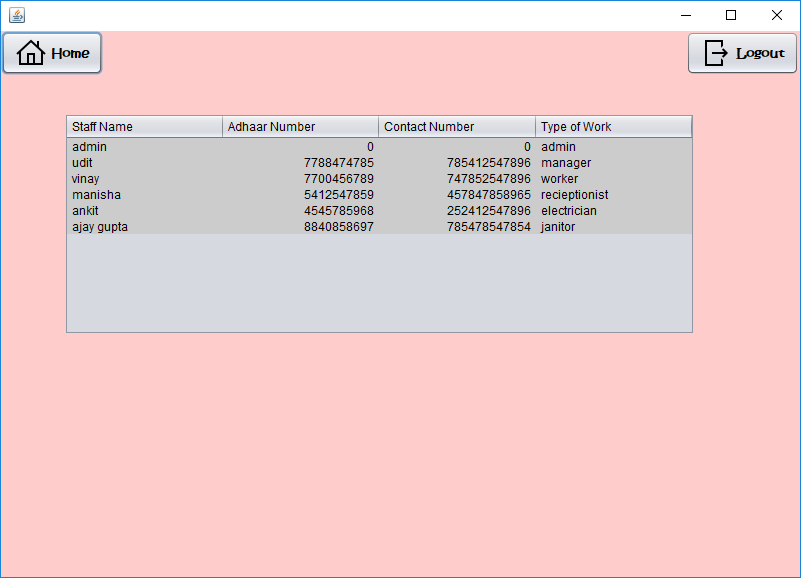 Home
Logout
Staff Name Adhaar Number Contact Number Type of Work
admin 0 0 admin
udit 7788474785 785412547896 manager
vinay 7700456789 747852547896 worker
manisha 5412547859 457847858965 recieptionist
ankit 4545785968 252412547896 electrician
ajay gupta 8840858697 785478547854 janitor